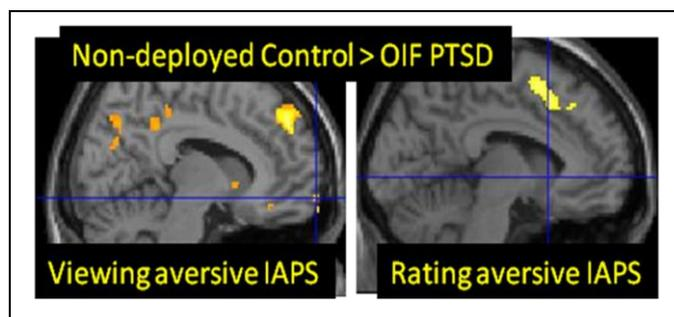 Non-deployed Control > OIF PTSD
Viewing aversive IAPS
Rating aversive IAPS